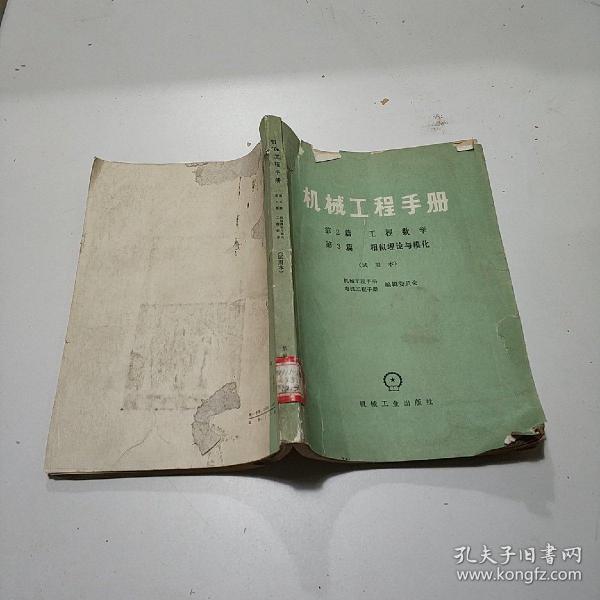 机械工程手册
第2篇 工程数学
第3篇 相似理论与模化
(试用本)
机械工程手册
电机工程手册 编辑委员会
机械工业出版社
机械工程手册
(试用本)
孔夫子旧书网
www.kongfz.com